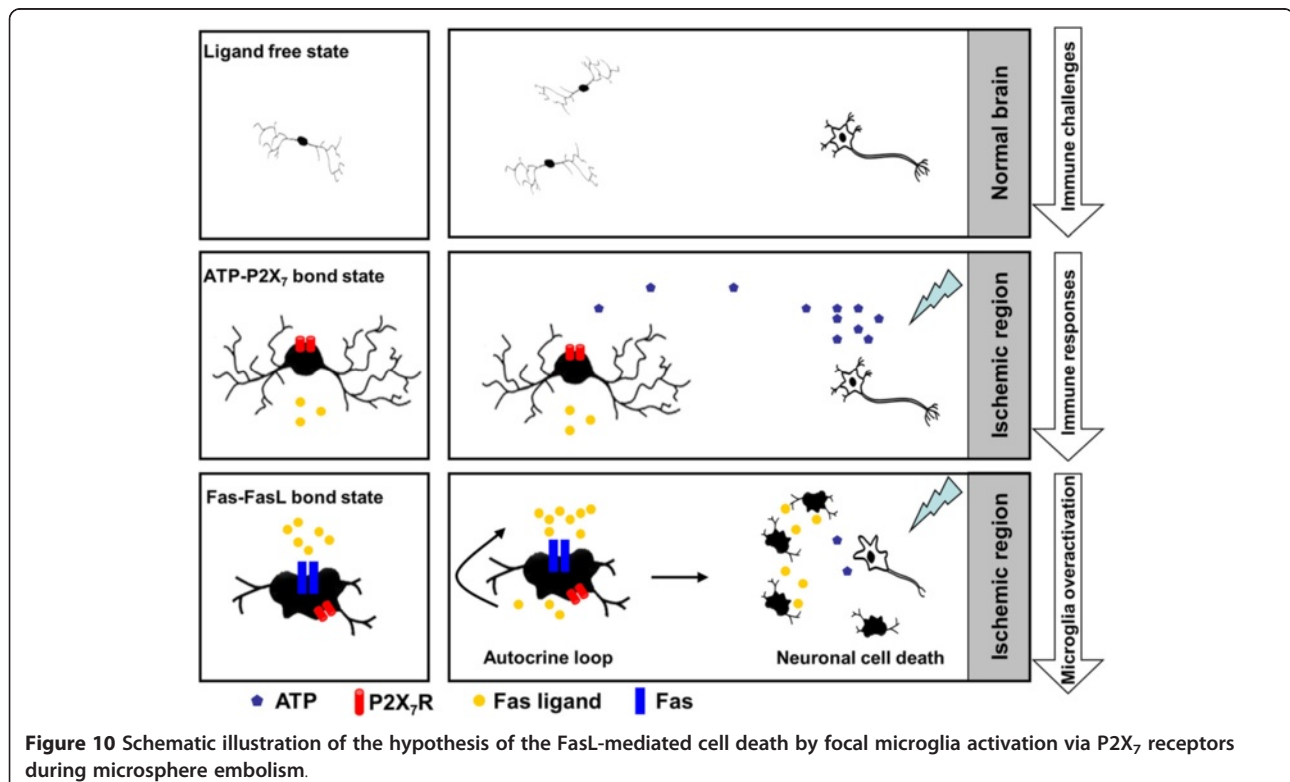 Ligand free state
Normal brain
Immune challenges
ATP-P2X₇ bond state
Ischemic region
Immune responses
Fas-FasL bond state
Autocrine loop
Neuronal cell death
Ischemic region
Microglia overactivation
ATP P2X₇R Fas ligand Fas
Figure 10 Schematic illustration of the hypothesis of the FasL-mediated cell death by focal microglia activation via P2X₇ receptors
during microsphere embolism.